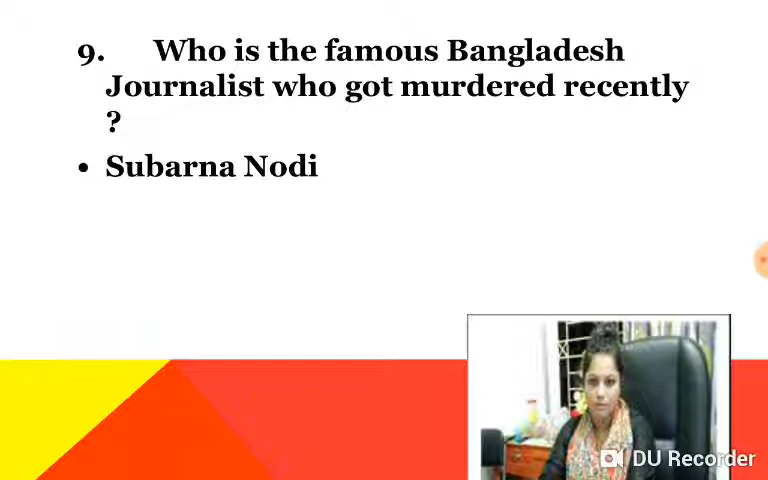 9. Who is the famous Bangladesh
Journalist who got murdered recently
?
• Subarna Nodi
DU Recorder